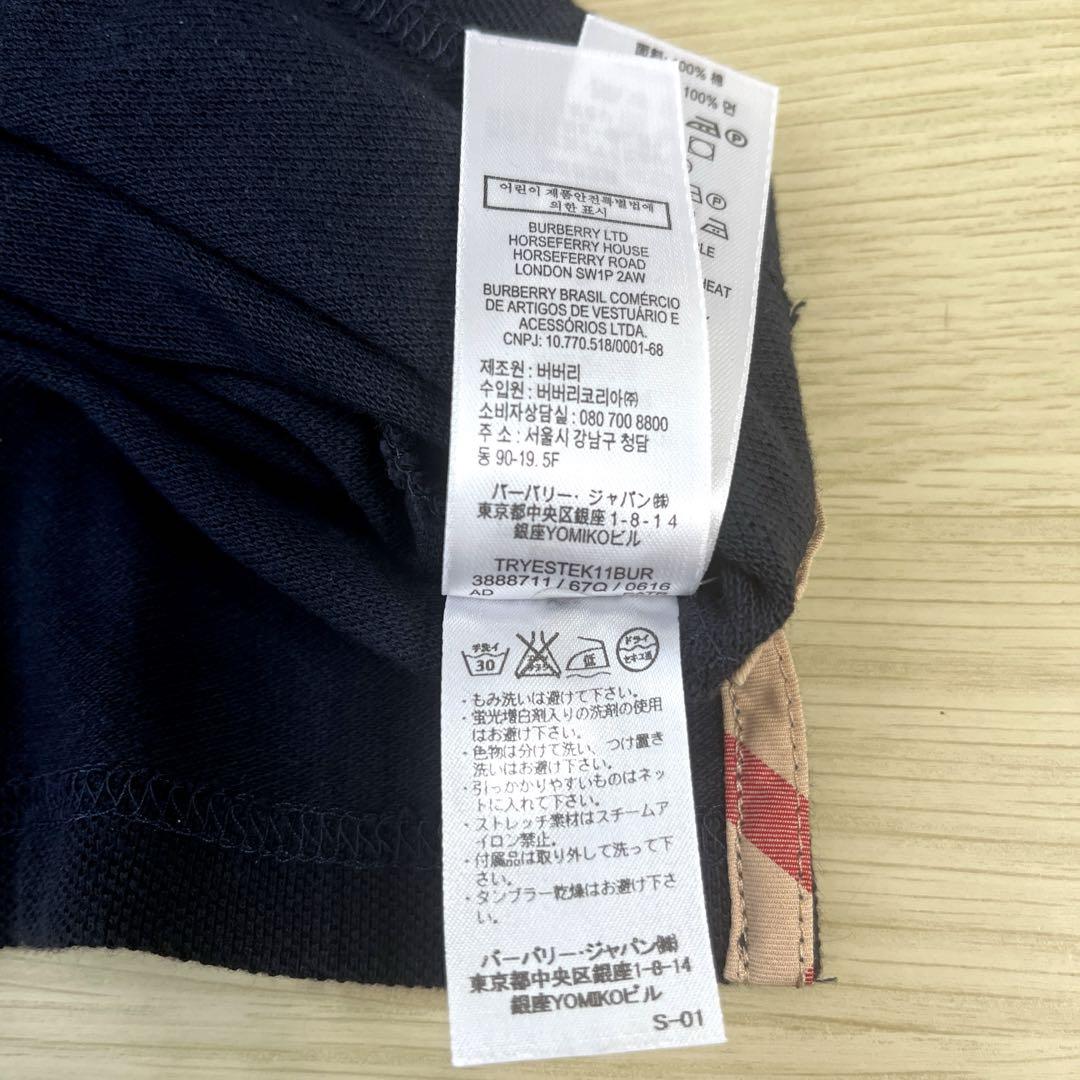 100% 棉
100% 면
P
P
HEAT
어린이 제품안전특별법에
의한 표시
BURBERRY LTD
HORSEFERRY HOUSE
HORSEFERRY ROAD
LONDON SW1P 2AW
BURBERRY BRASIL COMÉRCIO
DE ARTIGOS DE VESTUÁRIO E
ACESSÓRIOS LTDA.
CNPJ: 10.770.518/0001-68
제조원 : 버버리
수입원 : 버버리코리아㈜
소비자상담실 : 080 700 8800
주 소 : 서울시 강남구 청담
동 90-19. 5F
バーバリー・ジャパン㈱
東京都中央区銀座1-8-14
銀座YOMIKOビル
TRYESTEK11BUR
3888711 / 67Q / 0616
AD
手洗イ
30
低
ドライ
セキユ系
・もみ洗いは避けて下さい。
・蛍光増白剤入りの洗剤の使用
はお避け下さい。
・色物は分けて洗い、つけ置き
洗いはお避け下さい。
・引っかかりやすいものはネッ
トに入れて下さい。
・ストレッチ素材はスチームア
イロン禁止。
・付属品は取り外して洗って下
さい。
・タンブラー乾燥はお避け下さ
い。
バーバリー・ジャパン㈱
東京都中央区銀座1-8-14
銀座YOMIKOビル
S-01